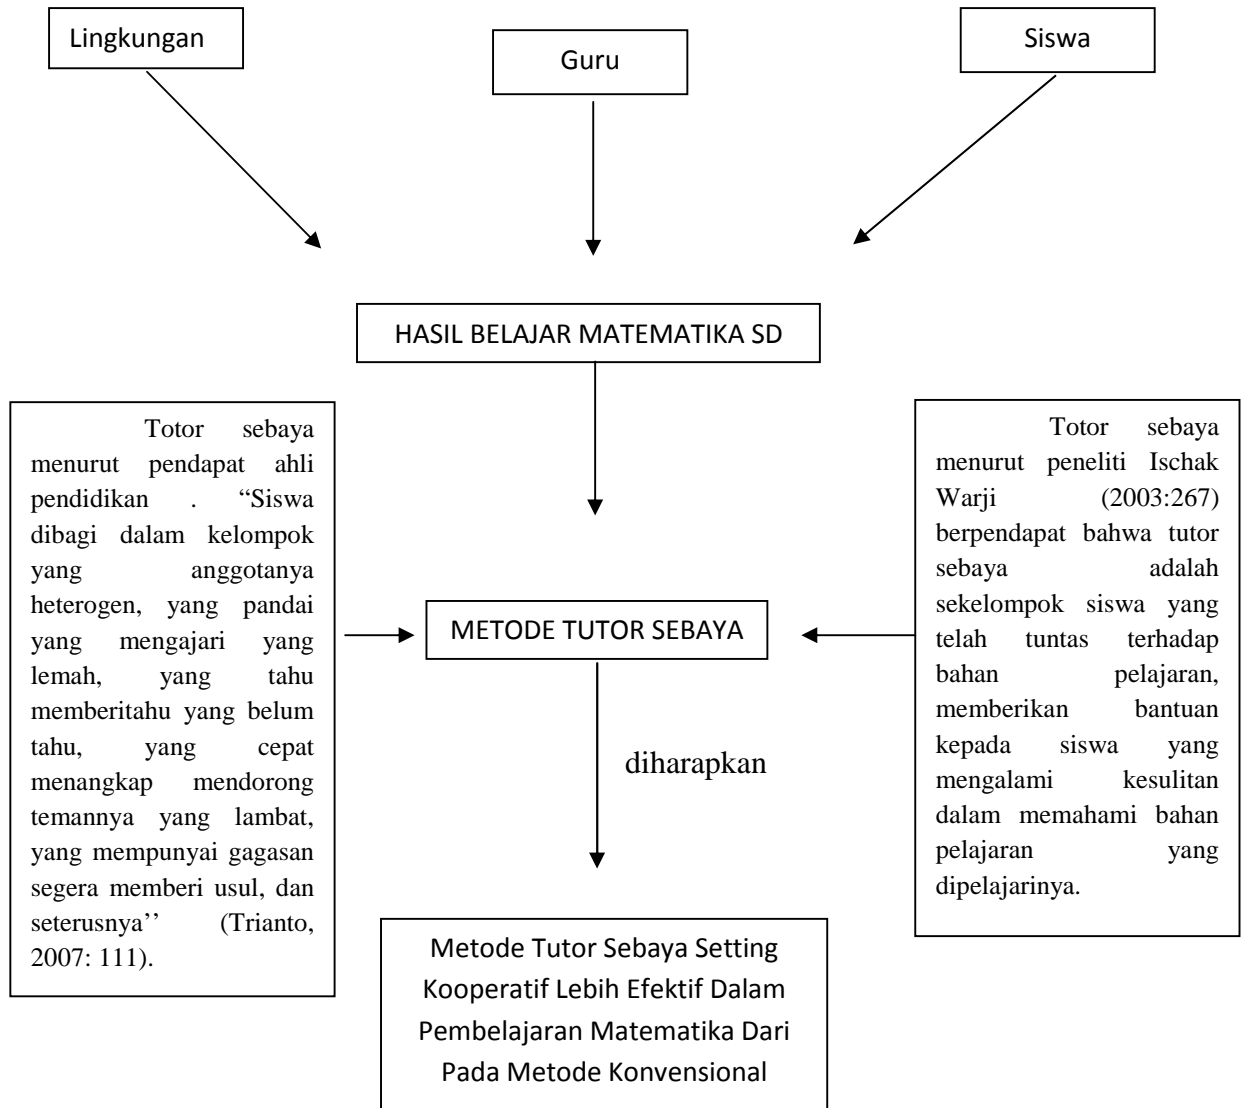 Lingkungan
Guru
Siswa
HASIL BELAJAR MATEMATIKA SD
Totor sebaya
menurut pendapat ahli
pendidikan . “Siswa
dibagi dalam kelompok
yang anggotanya
heterogen, yang pandai
yang mengajari yang
lemah, yang tahu
memberitahu yang belum
tahu, yang cepat
menangkap mendorong
temannya yang lambat,
yang mempunyai gagasan
segera memberi usul, dan
seterusnya’’ (Trianto,
2007: 111).
METODE TUTOR SEBAYA
Totor sebaya
menurut peneliti Ischak
Warji (2003:267)
berpendapat bahwa tutor
sebaya adalah
sekelompok siswa yang
telah tuntas terhadap
bahan pelajaran,
memberikan bantuan
kepada siswa yang
mengalami kesulitan
dalam memahami bahan
pelajaran yang
dipelajarinya.
diharapkan
Metode Tutor Sebaya Setting
Kooperatif Lebih Efektif Dalam
Pembelajaran Matematika Dari
Pada Metode Konvensional